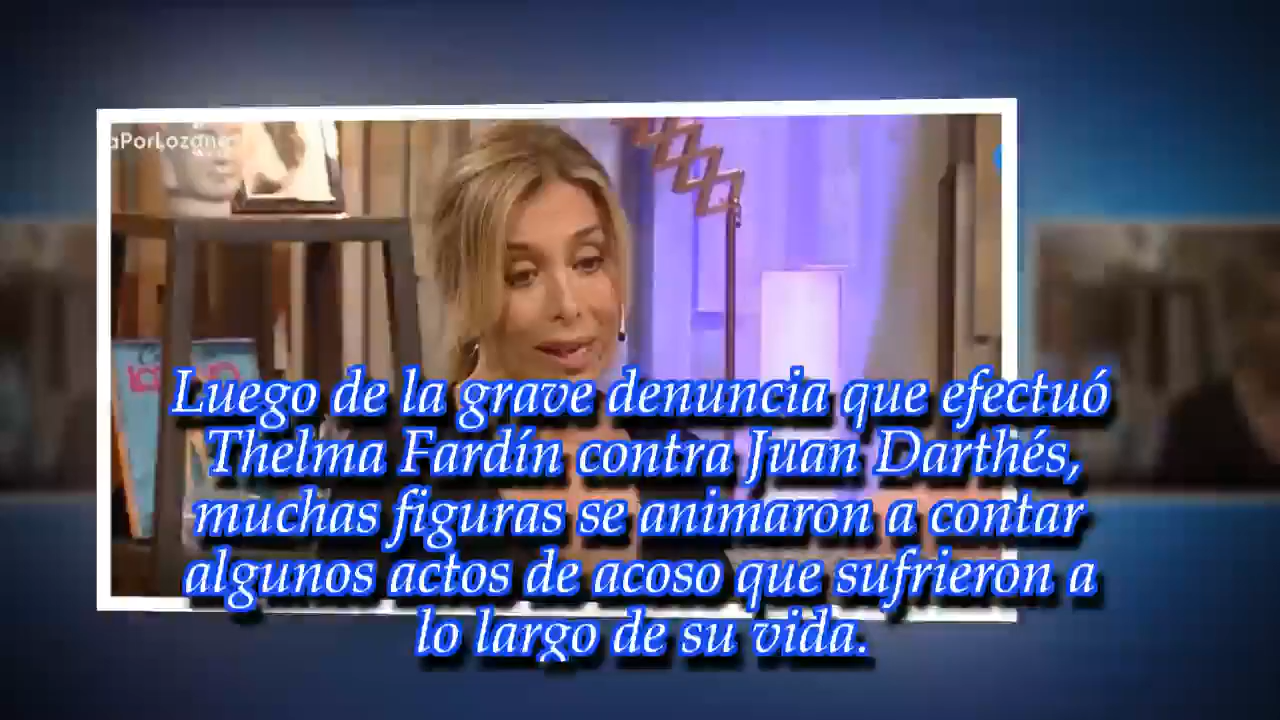 aPorLozano
Luego de la grave denuncia que efectuó
Thelma Fardín contra Juan Darthés,
muchas figuras se animaron a contar
algunos actos de acoso que sufrieron a
lo largo de su vida.